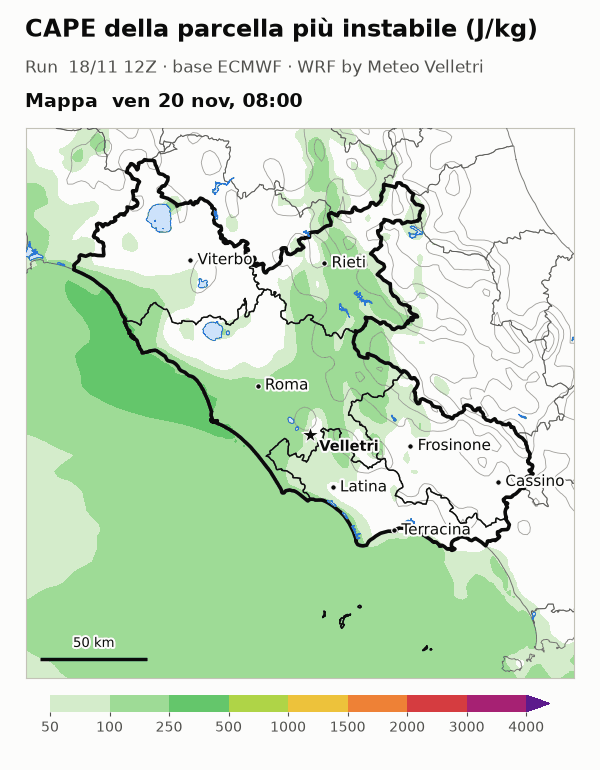 CAPE della parcella più instabile (J/kg)
Run  18/11 12Z · base ECMWF · WRF by Meteo Velletri
Mappa  ven 20 nov, 08:00
Viterbo
Rieti
Roma
Velletri
Frosinone
Latina
Cassino
Terracina
50 km
50 100 250 500 1000 1500 2000 3000 4000